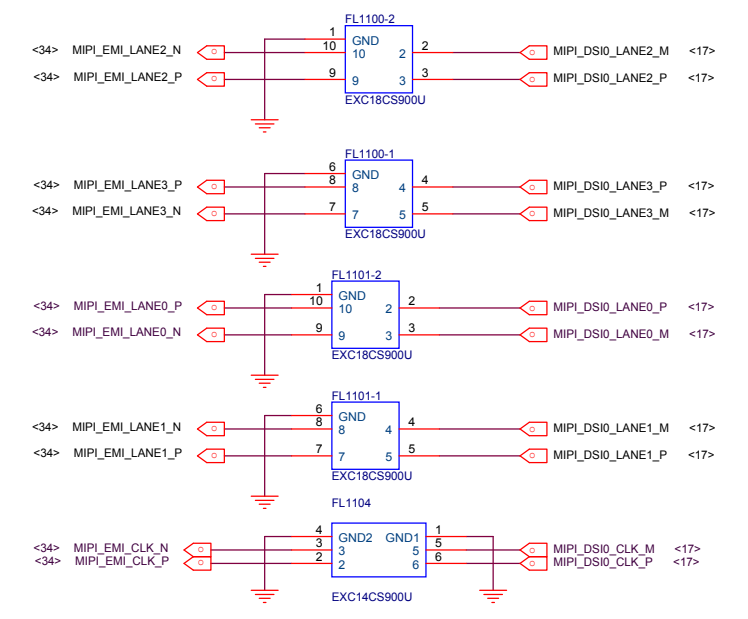 FL1100-2
1 GND
<34> MIPI_EMI_LANE2_N 10 10 2 2 MIPI_DSI0_LANE2_M <17>
<34> MIPI_EMI_LANE2_P 9 9 3 3 MIPI_DSI0_LANE2_P <17>
EXC18CS900U
FL1100-1
6 GND
<34> MIPI_EMI_LANE3_P 8 8 4 4 MIPI_DSI0_LANE3_P <17>
<34> MIPI_EMI_LANE3_N 7 7 5 5 MIPI_DSI0_LANE3_M <17>
EXC18CS900U
FL1101-2
1 GND
<34> MIPI_EMI_LANE0_P 10 10 2 2 MIPI_DSI0_LANE0_P <17>
<34> MIPI_EMI_LANE0_N 9 9 3 3 MIPI_DSI0_LANE0_M <17>
EXC18CS900U
FL1101-1
6 GND
<34> MIPI_EMI_LANE1_N 8 8 4 4 MIPI_DSI0_LANE1_M <17>
<34> MIPI_EMI_LANE1_P 7 7 5 5 MIPI_DSI0_LANE1_P <17>
EXC18CS900U
FL1104
4 GND2 GND1 1
<34> MIPI_EMI_CLK_N 3 3 5 5 MIPI_DSI0_CLK_M <17>
<34> MIPI_EMI_CLK_P 2 2 6 6 MIPI_DSI0_CLK_P <17>
EXC14CS900U